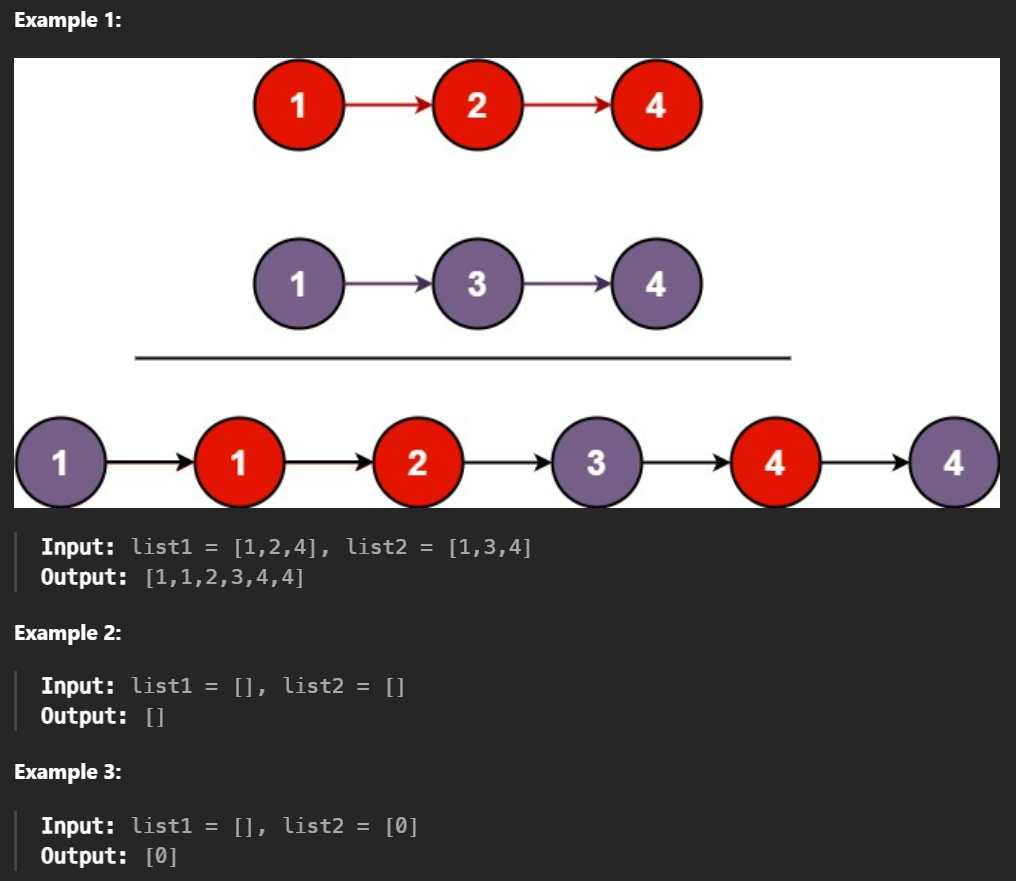 Example 1:
1 2 4
1 3 4
1 1 2 3 4 4
Input: list1 = [1,2,4], list2 = [1,3,4]
Output: [1,1,2,3,4,4]
Example 2:
Input: list1 = [], list2 = []
Output: []
Example 3:
Input: list1 = [], list2 = [0]
Output: [0]